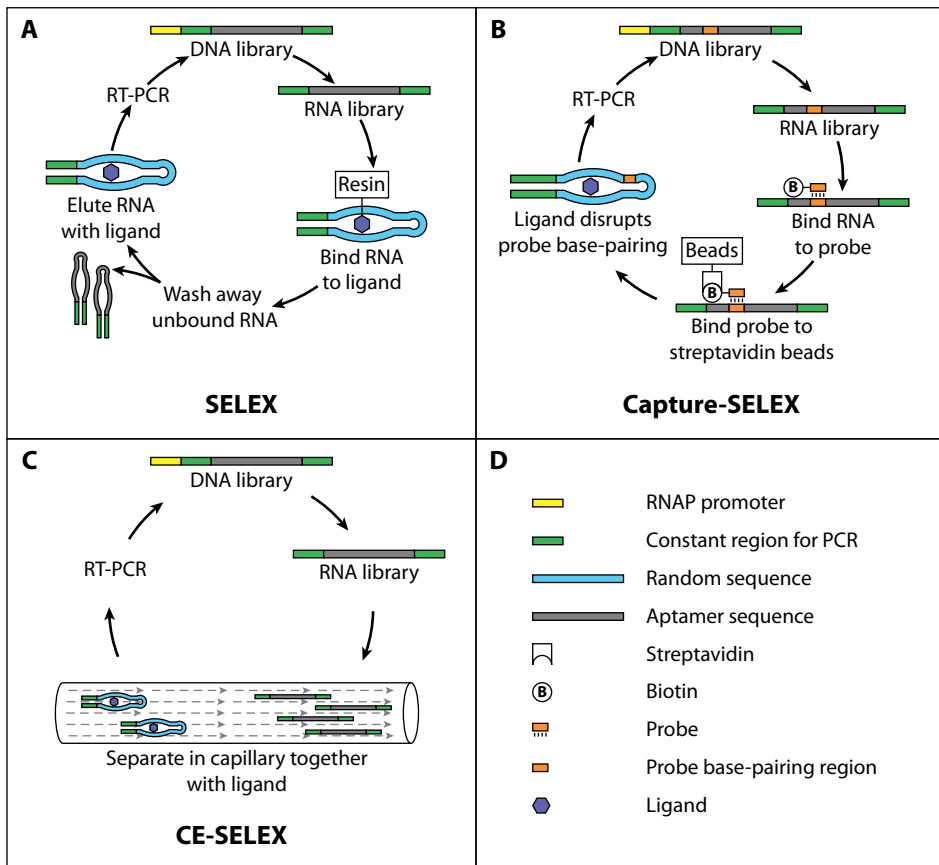 A
DNA library
RT-PCR
RNA library
Resin
Elute RNA
with ligand
Bind RNA
to ligand
Wash away
unbound RNA
SELEX
B
DNA library
RT-PCR
RNA library
B
Ligand disrupts
probe base-pairing
Bind RNA
to probe
Beads
B
Bind probe to
streptavidin beads
Capture-SELEX
C
DNA library
RT-PCR
RNA library
Separate in capillary together
with ligand
CE-SELEX
D
RNAP promoter
Constant region for PCR
Random sequence
Aptamer sequence
Streptavidin
B Biotin
Probe
Probe base-pairing region
Ligand